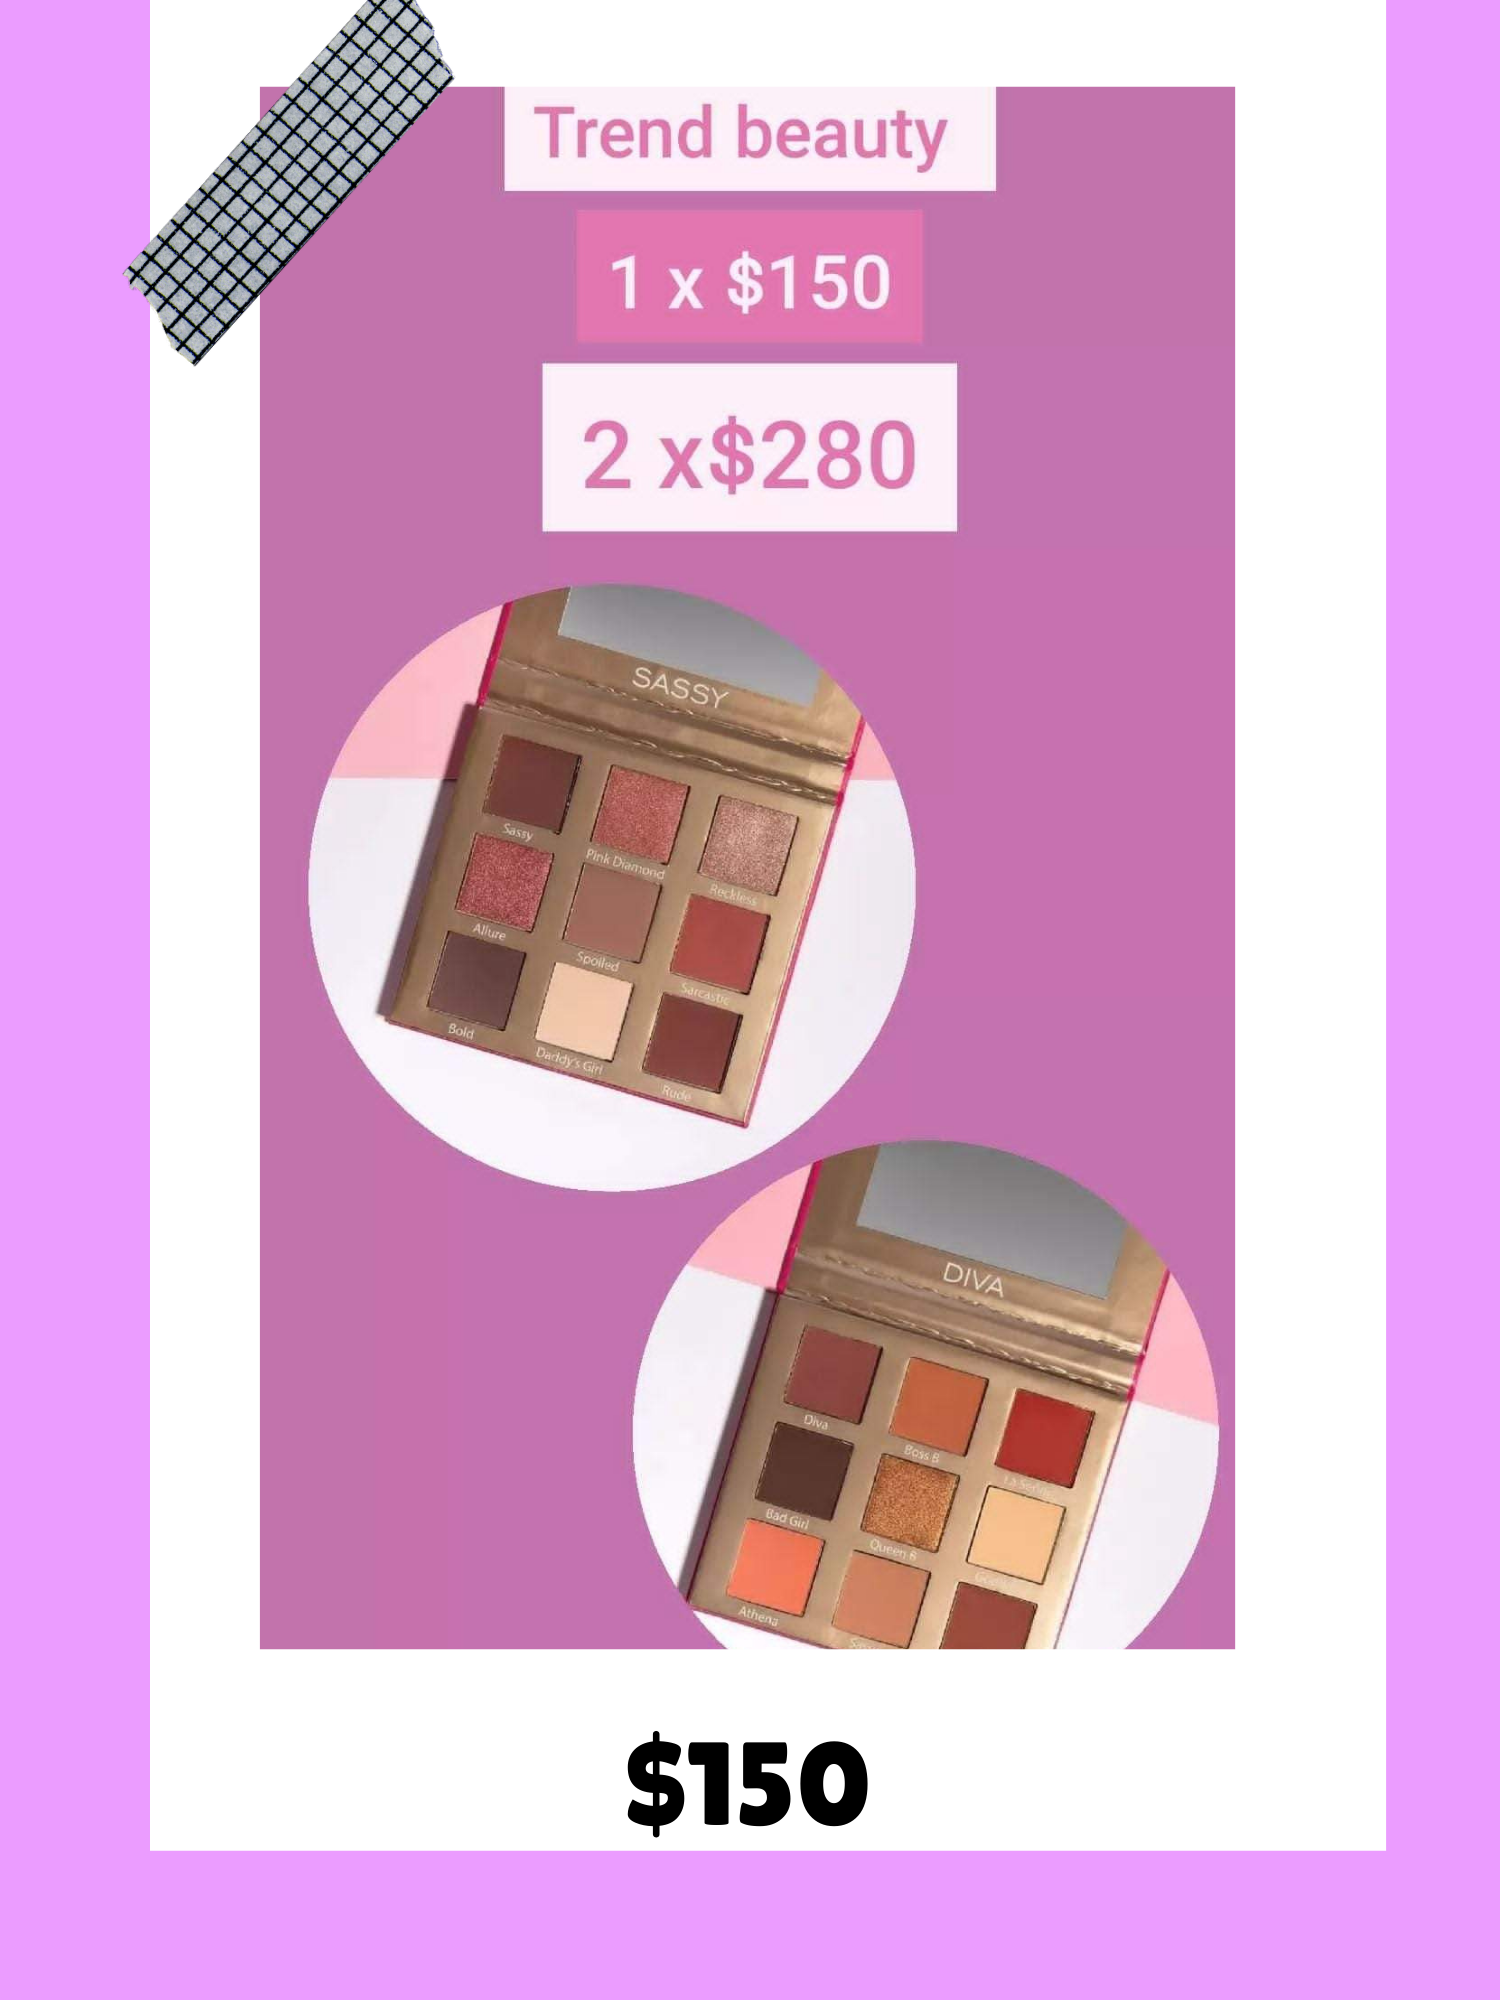 Trend beauty
1 x $150
2 x$280
SASSY
Sassy
Pink Diamond
Reckless
Allure
Spoiled
Sarcastic
Bold
Daddy's Girl
Rude
DIVA
Diva
Boss B
Bad Girl
Queen B
Athena
$150